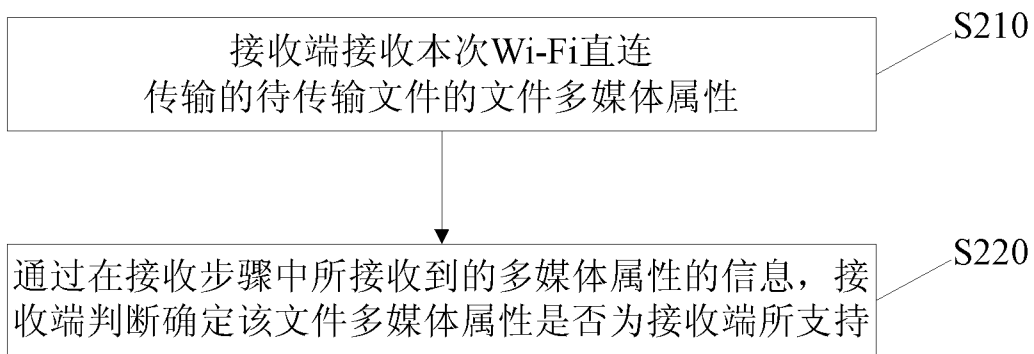 接收端接收本次Wi-Fi直连
传输的待传输文件的文件多媒体属性
S210
通过在接收步骤中所接收到的多媒体属性的信息，接
收端判断确定该文件多媒体属性是否为接收端所支持
S220